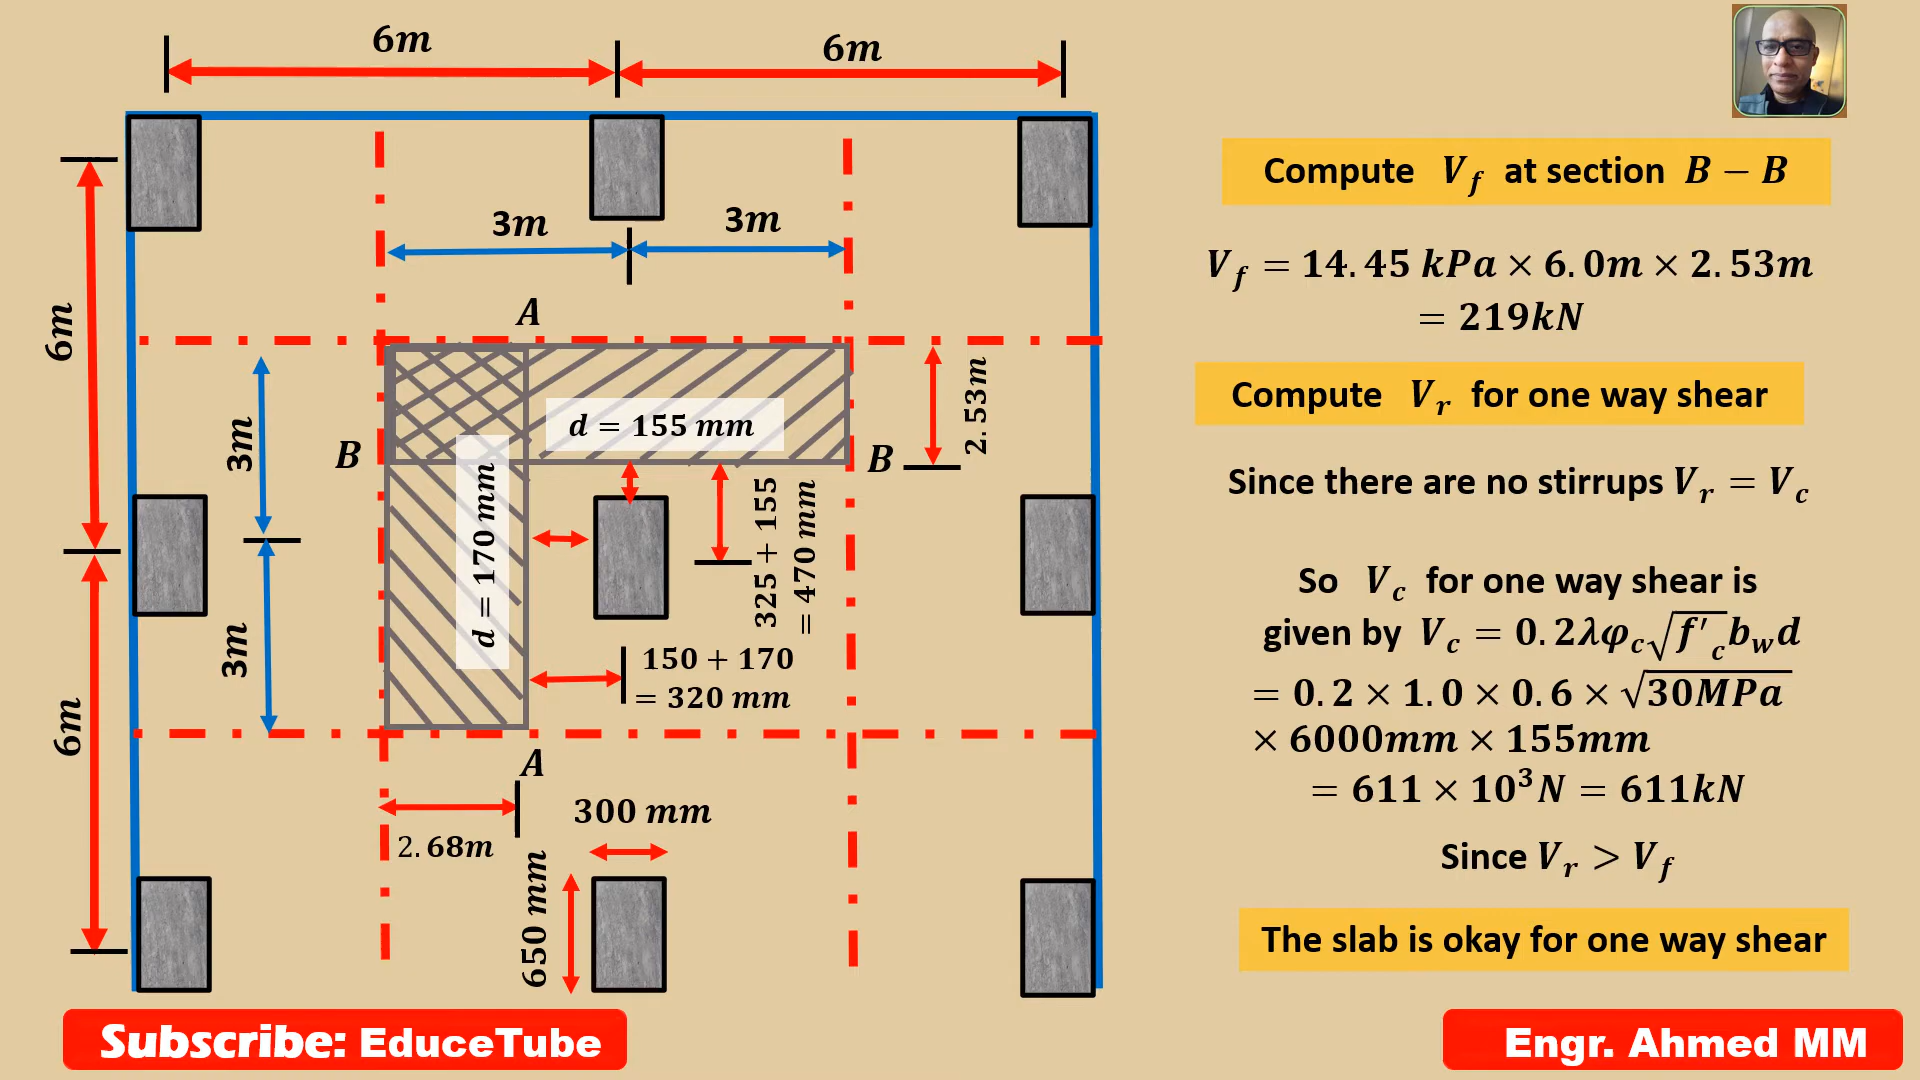 6m
6m
3m
3m
A
6m
3m
B
d = 155 mm
B
2.53m
d = 170 mm
325 + 155
= 470 mm
3m
150 + 170
= 320 mm
6m
A
2.68m
300 mm
650 mm
Compute V_f at section B − B
V_f = 14.45 kPa × 6.0m × 2.53m
= 219kN
Compute V_r for one way shear
Since there are no stirrups V_r = V_c
So V_c for one way shear is
given by V_c = 0.2λφ_c√f′_c b_w d
= 0.2 × 1.0 × 0.6 × √30MPa
× 6000mm × 155mm
= 611 × 10³N = 611kN
Since V_r > V_f
The slab is okay for one way shear
Subscribe: EduceTube
Engr. Ahmed MM